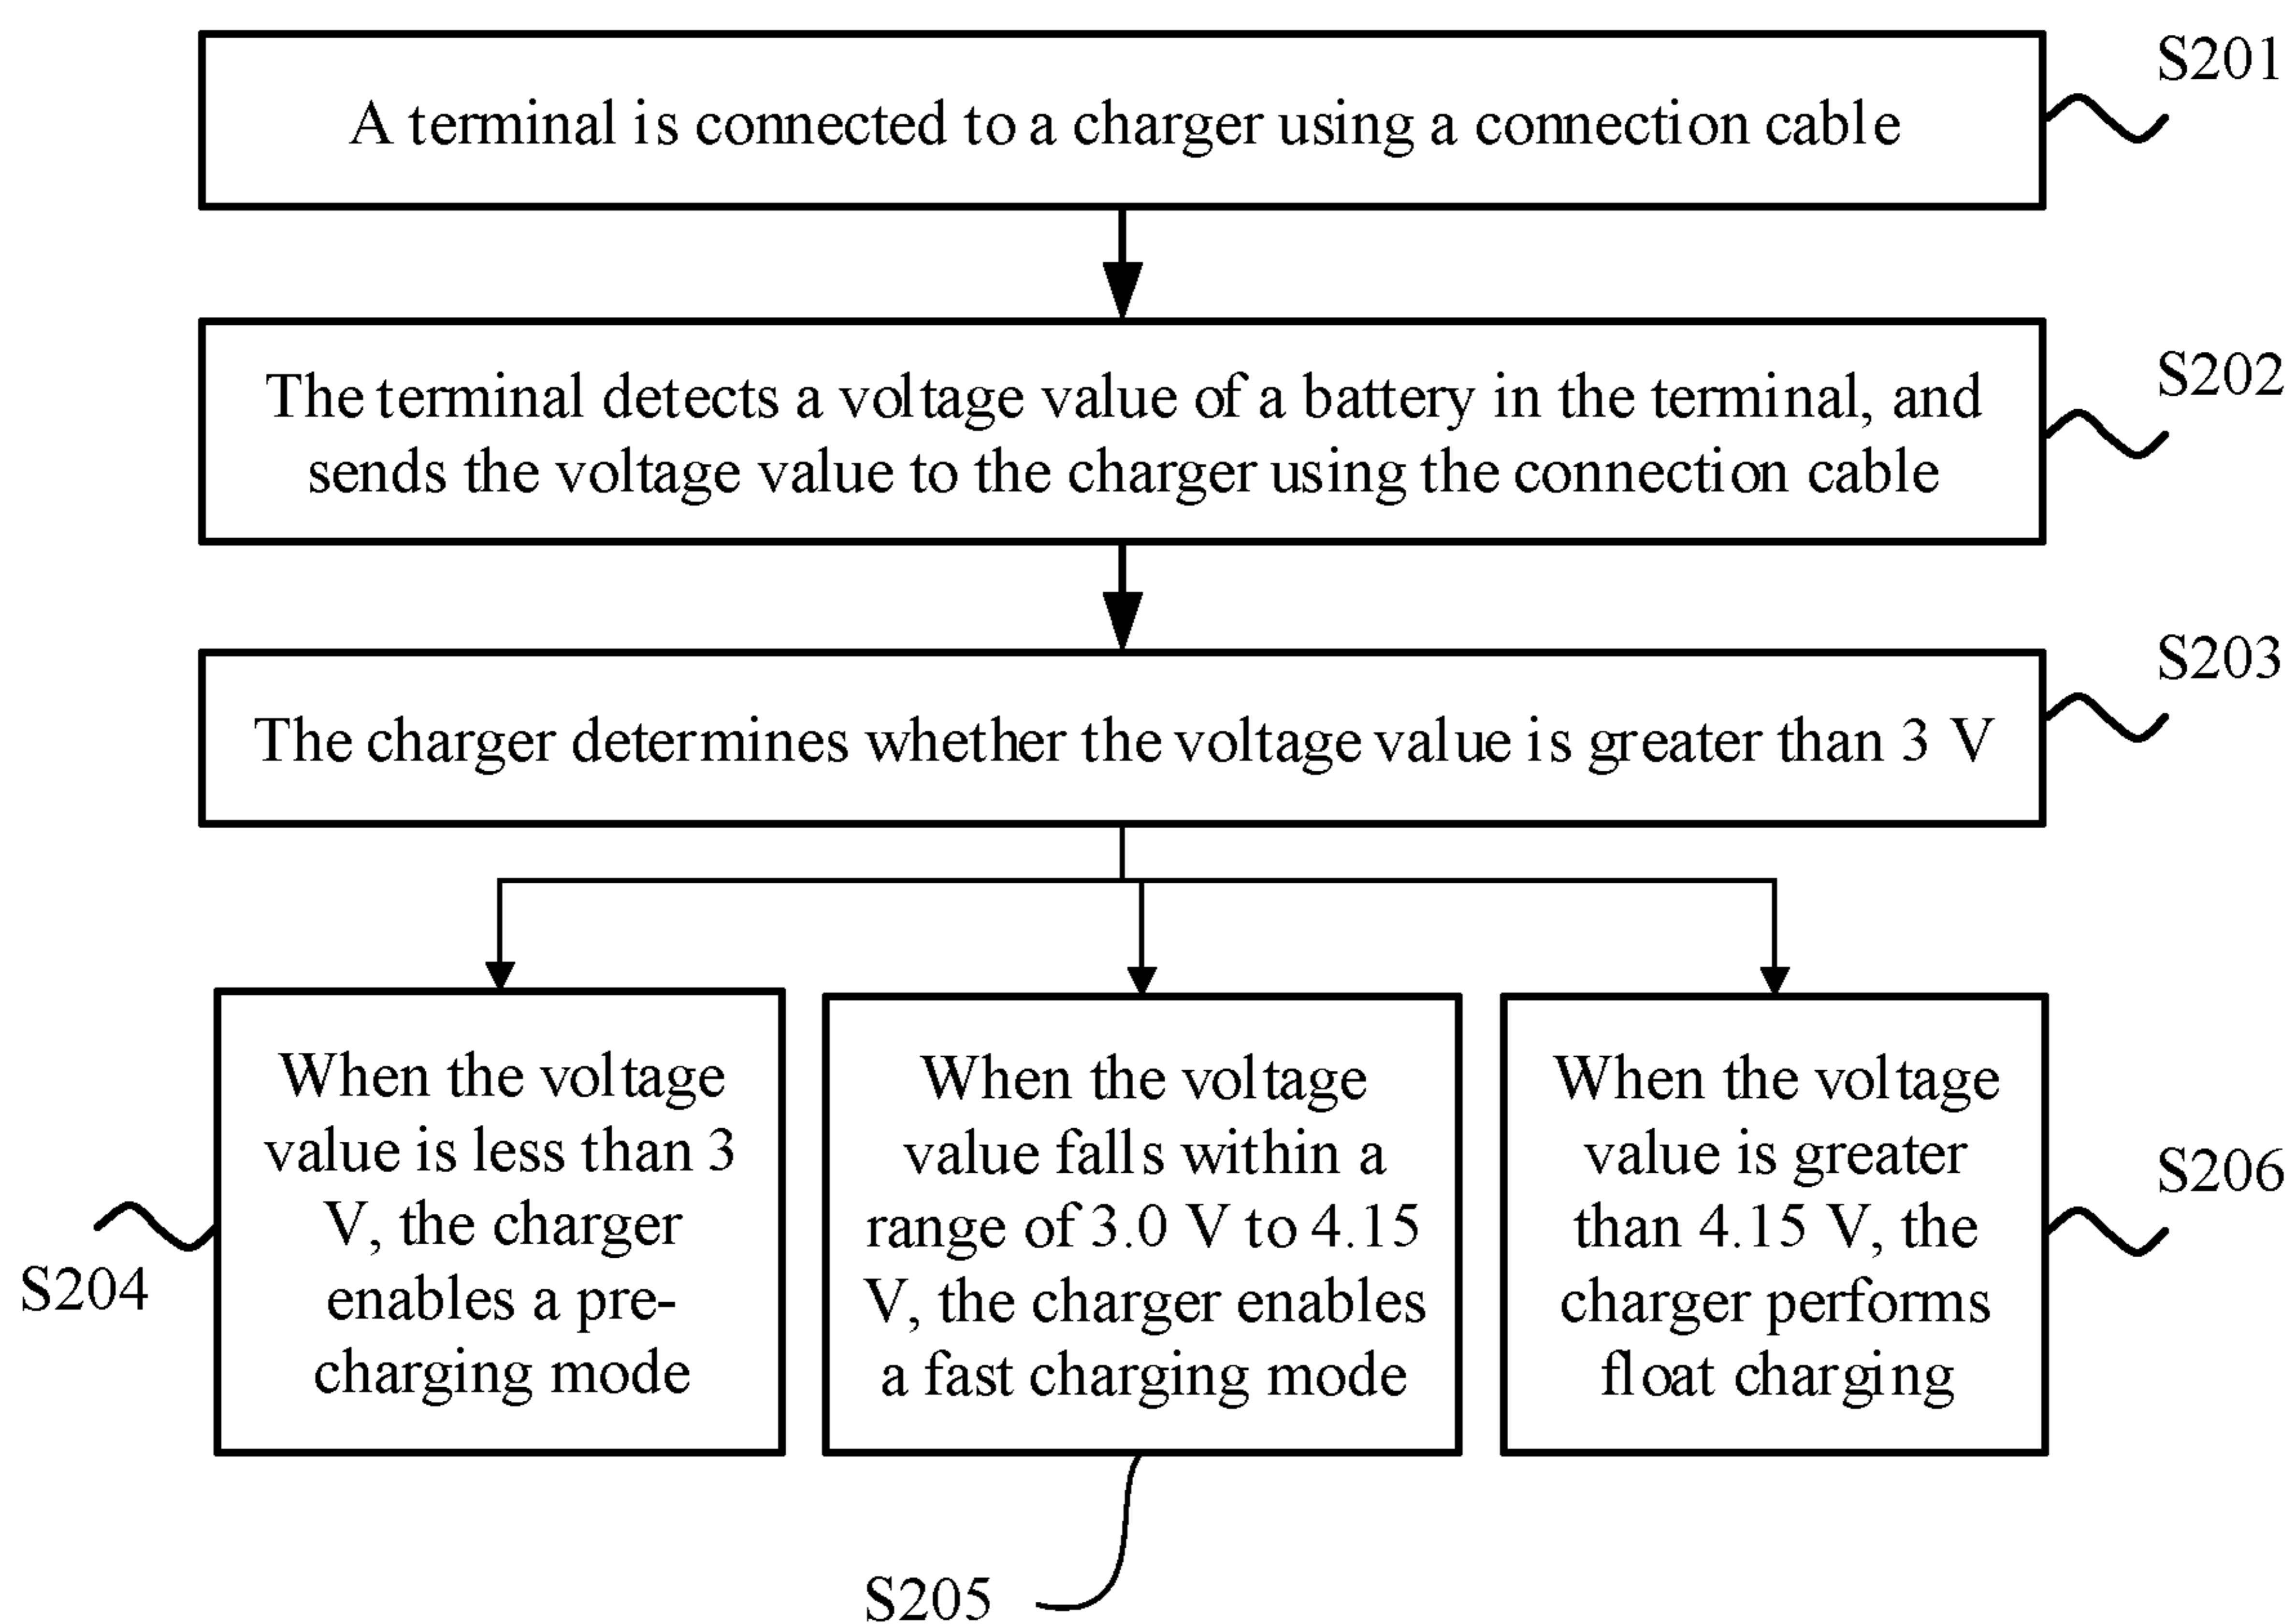 S201
A terminal is connected to a charger using a connection cable
S202
The terminal detects a voltage value of a battery in the terminal, and
sends the voltage value to the charger using the connection cable
S203
The charger determines whether the voltage value is greater than 3 V
When the voltage
value is less than 3
V, the charger
enables a pre-
charging mode
S204
When the voltage
value falls within a
range of 3.0 V to 4.15
V, the charger enables
a fast charging mode
S205
When the voltage
value is greater
than 4.15 V, the
charger performs
float charging
S206